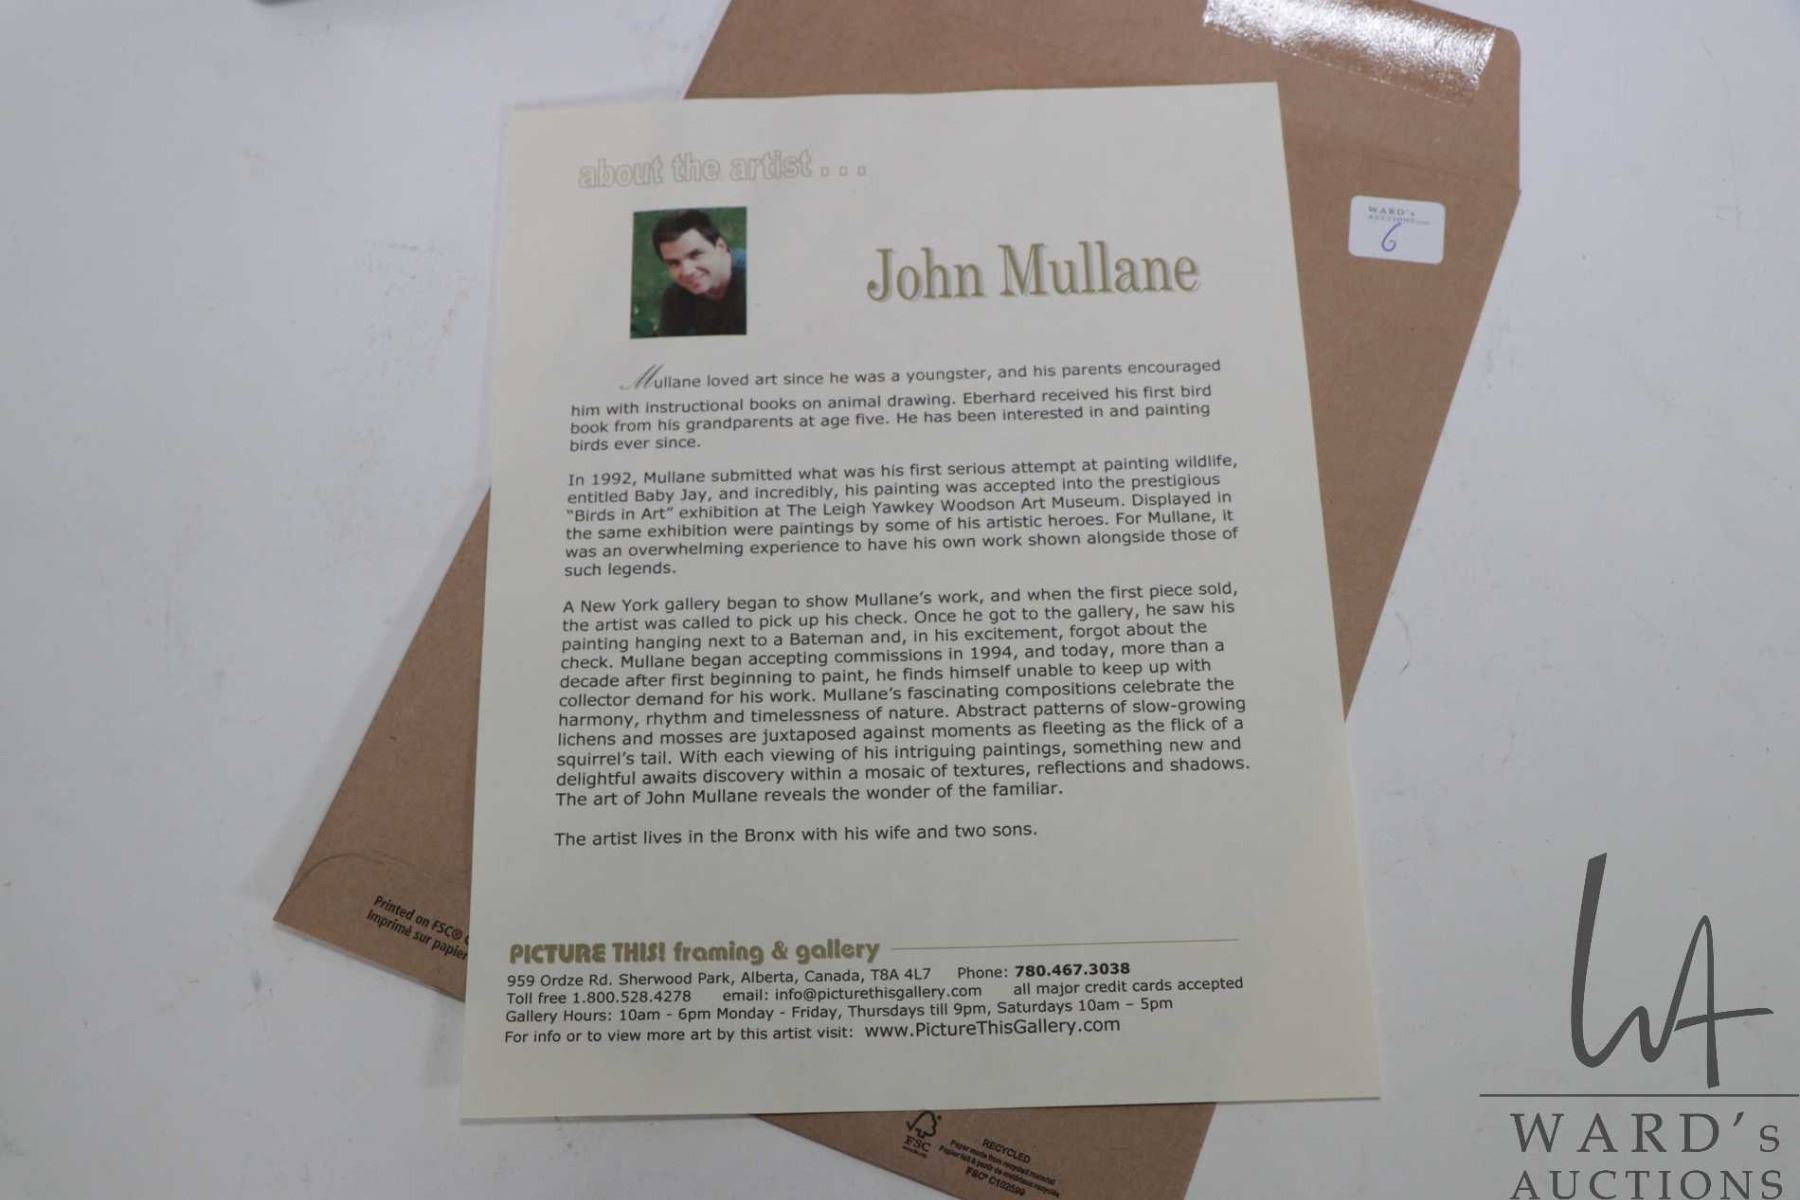 about the artist . . .
WARD's
AUCTIONS.com
6
John Mullane
Mullane loved art since he was a youngster, and his parents encouraged
him with instructional books on animal drawing. Eberhard received his first bird
book from his grandparents at age five. He has been interested in and painting
birds ever since.
In 1992, Mullane submitted what was his first serious attempt at painting wildlife,
entitled Baby Jay, and incredibly, his painting was accepted into the prestigious
"Birds in Art" exhibition at The Leigh Yawkey Woodson Art Museum. Displayed in
the same exhibition were paintings by some of his artistic heroes. For Mullane, it
was an overwhelming experience to have his own work shown alongside those of
such legends.
A New York gallery began to show Mullane's work, and when the first piece sold,
the artist was called to pick up his check. Once he got to the gallery, he saw his
painting hanging next to a Bateman and, in his excitement, forgot about the
check. Mullane began accepting commissions in 1994, and today, more than a
decade after first beginning to paint, he finds himself unable to keep up with
collector demand for his work. Mullane's fascinating compositions celebrate the
harmony, rhythm and timelessness of nature. Abstract patterns of slow-growing
lichens and mosses are juxtaposed against moments as fleeting as the flick of a
squirrel's tail. With each viewing of his intriguing paintings, something new and
delightful awaits discovery within a mosaic of textures, reflections and shadows.
The art of John Mullane reveals the wonder of the familiar.
The artist lives in the Bronx with his wife and two sons.
Printed on FSC®
Imprimé sur papier
PICTURE THIS! framing & gallery
959 Ordze Rd. Sherwood Park, Alberta, Canada, T8A 4L7 Phone: 780.467.3038
Toll free 1.800.528.4278 email: info@picturethisgallery.com all major credit cards accepted
Gallery Hours: 10am - 6pm Monday - Friday, Thursdays till 9pm, Saturdays 10am – 5pm
For info or to view more art by this artist visit: www.PictureThisGallery.com
FSC
RECYCLED
Paper made from recycled material
FSC® C102699
WA
WARD's
AUCTIONS